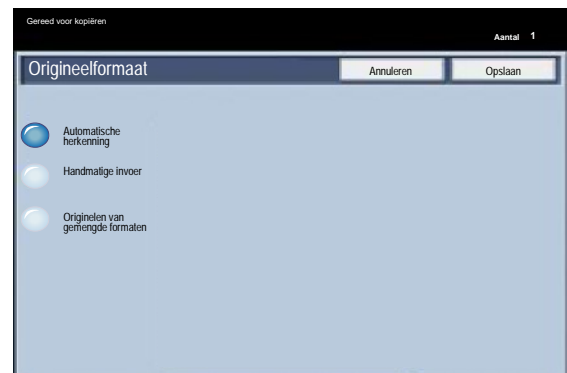 Gereed voor kopiëren
Aantal 1
Origineelformaat
Annuleren
Opslaan
Automatische
herkenning
Handmatige invoer
Originelen van
gemengde formaten